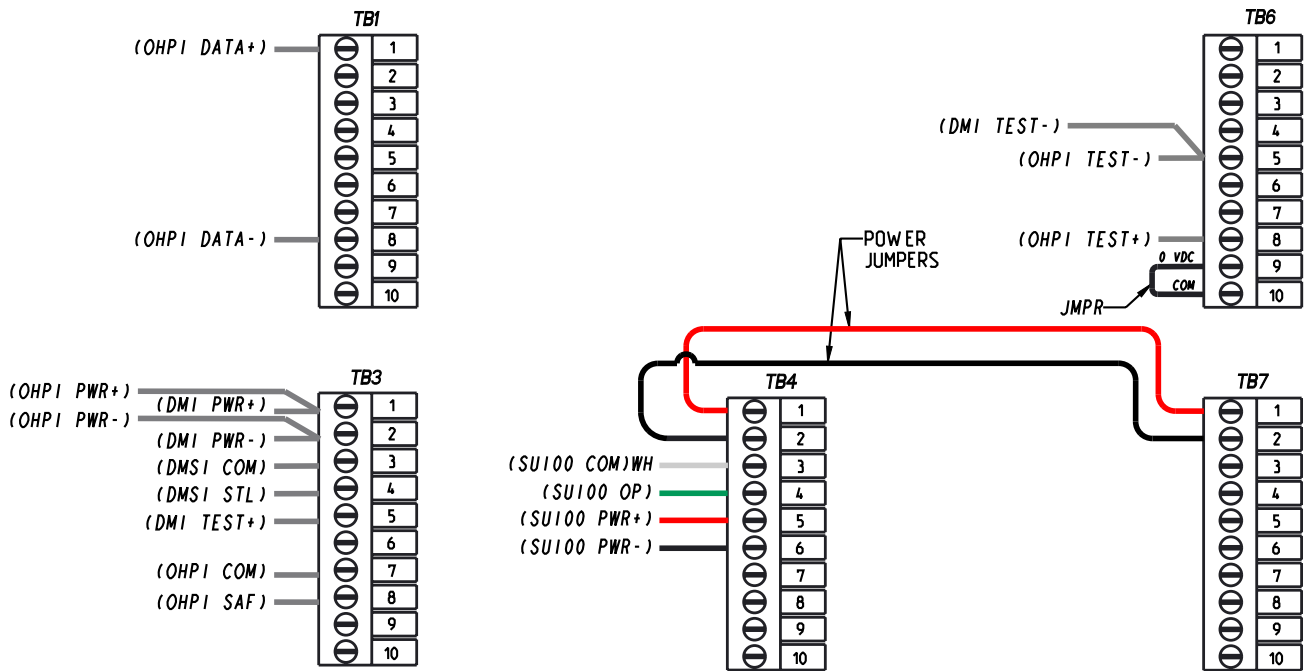 TB1
(OHPI DATA+)
1
2
3
4
5
6
7
(OHPI DATA-)
8
9
10
TB6
1
2
3
(DMI TEST-)
4
(OHPI TEST-)
5
6
7
(OHPI TEST+)
8
0 VDC
9
COM
10
JMPR
POWER
JUMPERS
TB3
(OHPI PWR+)
(DMI PWR+)
1
(OHPI PWR-)
(DMI PWR-)
2
(DMSI COM)
3
(DMSI STL)
4
(DMI TEST+)
5
6
(OHPI COM)
7
(OHPI SAF)
8
9
10
TB4
1
2
(SU100 COM)WH
3
(SU100 OP)
4
(SU100 PWR+)
5
(SU100 PWR-)
6
7
8
9
10
TB7
1
2
3
4
5
6
7
8
9
10